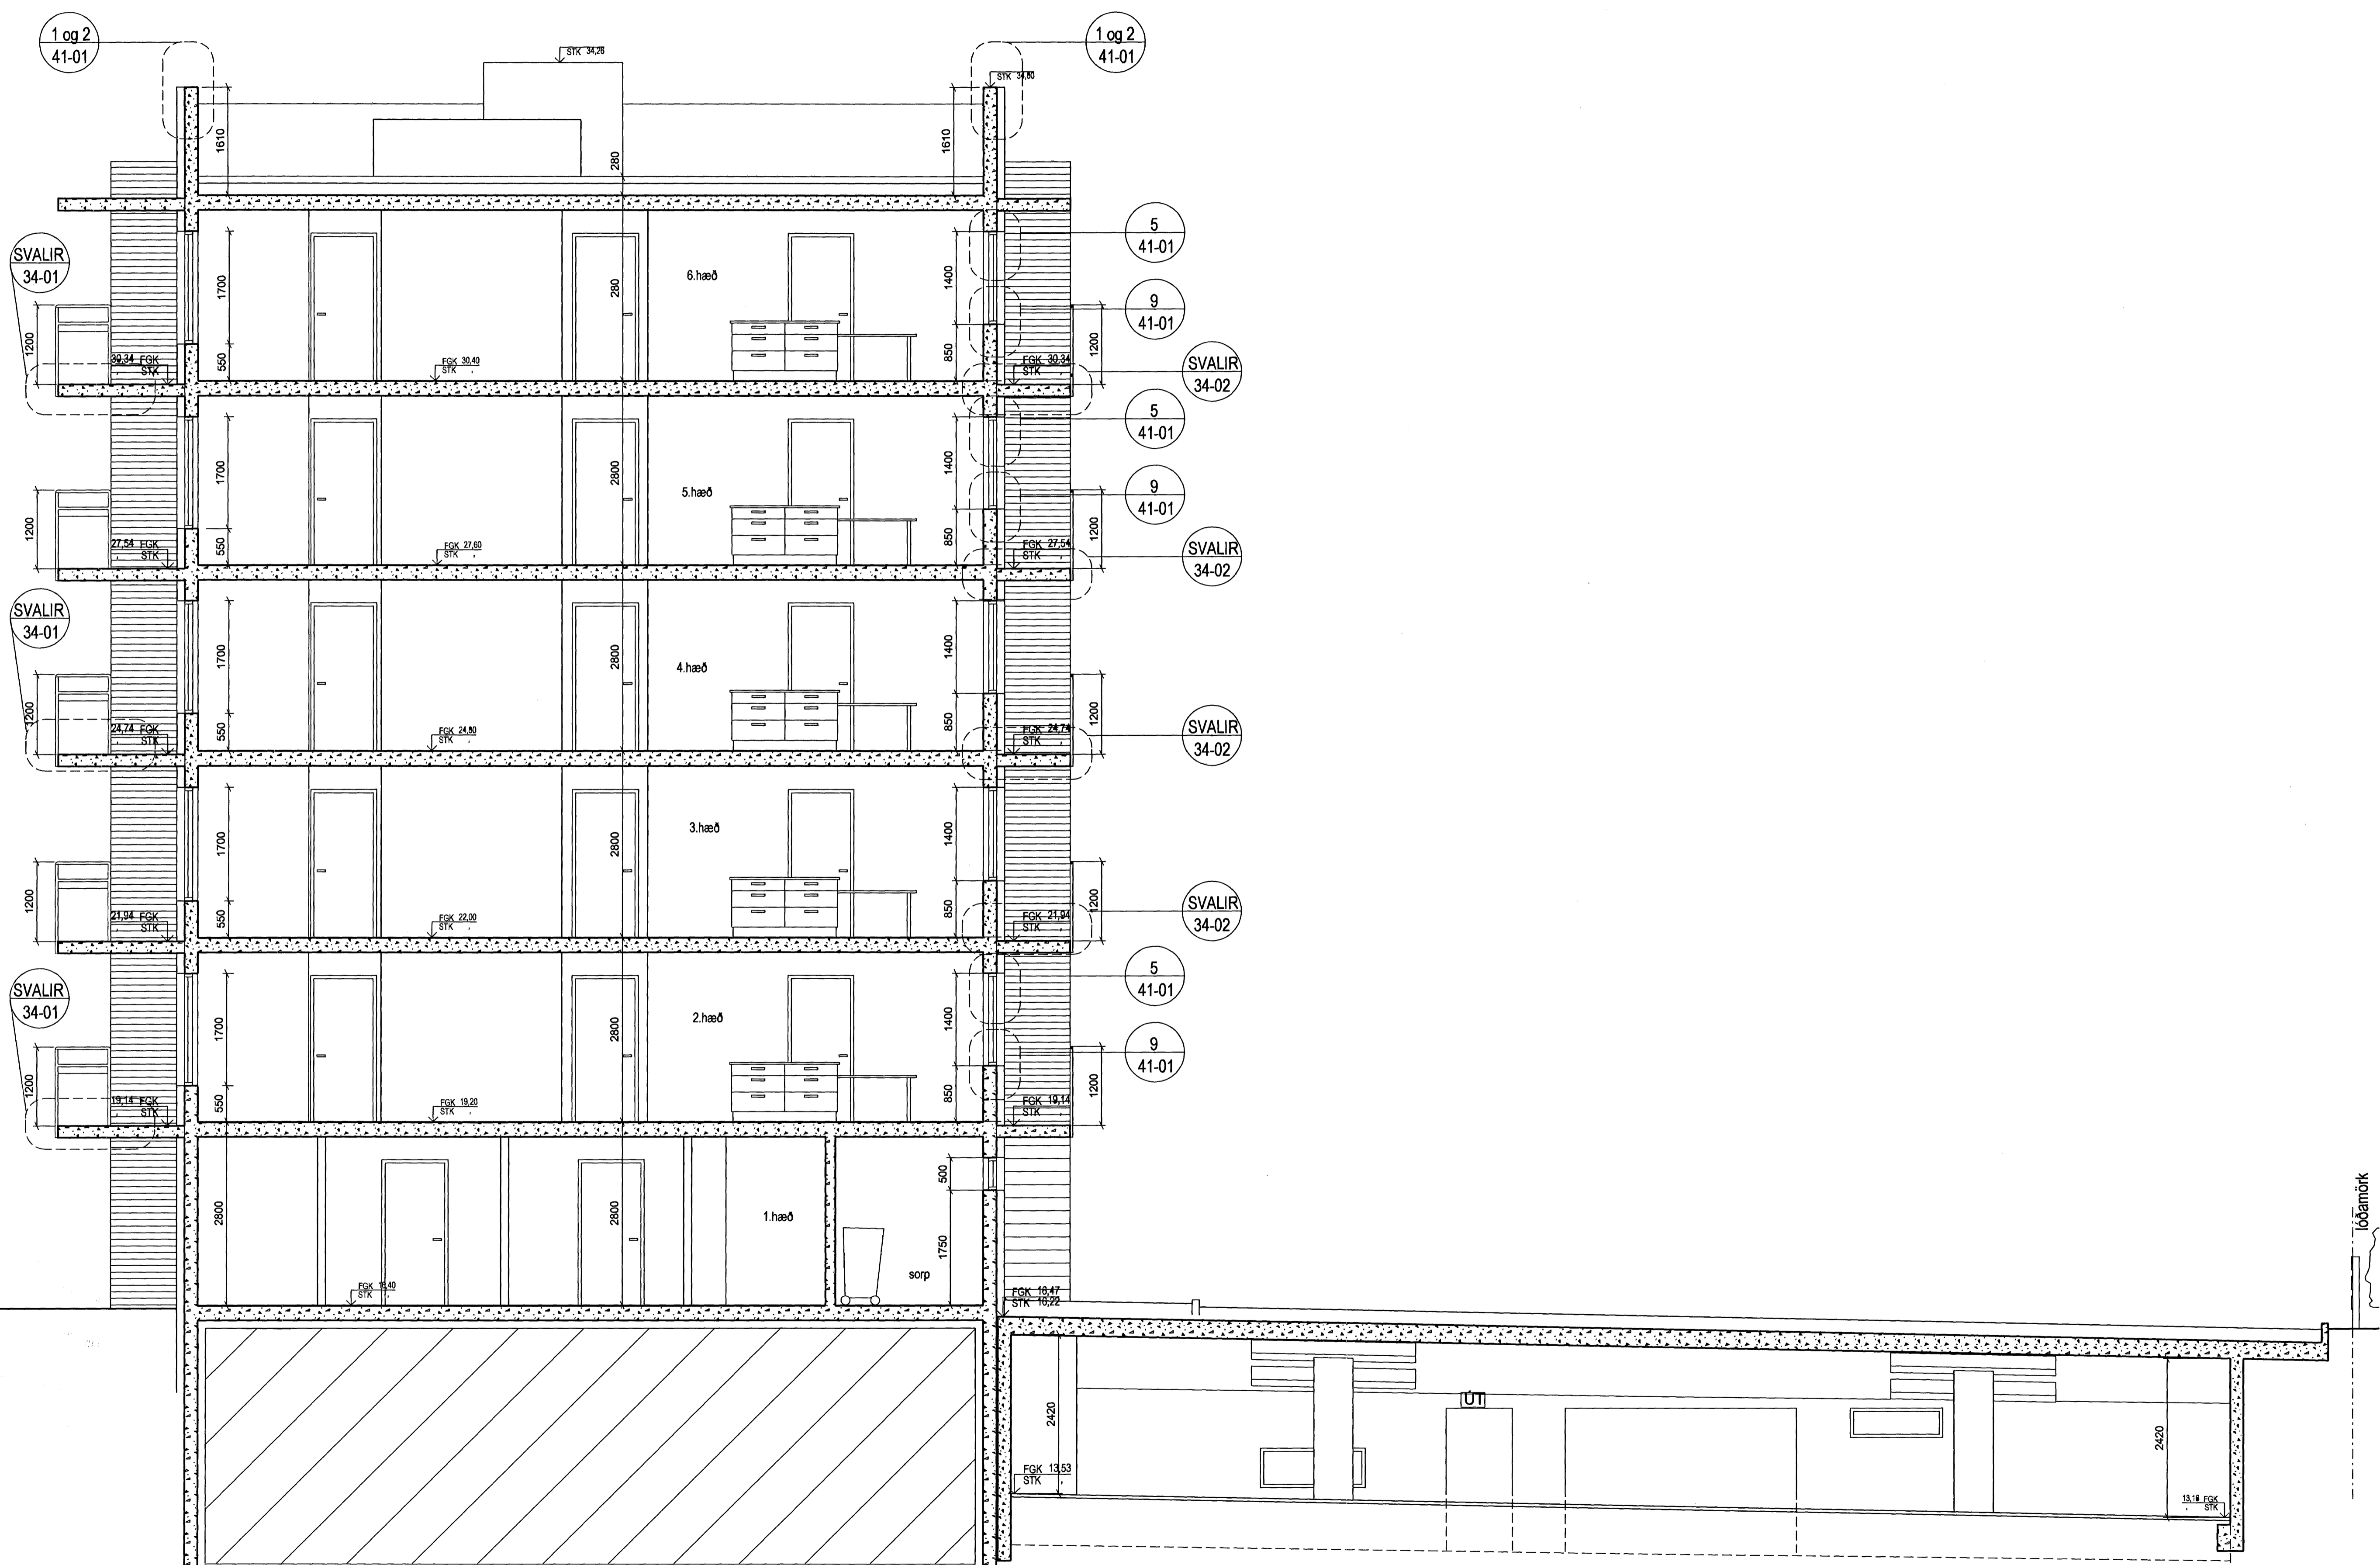 1 og 2
41-01
STK 34,26
1 og 2
41-01
STK 34,80
1610
280
1610
5
41-01
SVALIR
34-01
6.hæð
1700
280
1400
9
41-01
1200
1200
30,34 FGK
STK
550
FGK 30,40
STK
850
FGK 30,34
STK
SVALIR
34-02
5
41-01
1700
2800
5.hæð
1400
9
41-01
1200
1200
27,54 FGK
STK
550
FGK 27,60
STK
850
FGK 27,54
STK
SVALIR
34-02
SVALIR
34-01
1700
2800
4.hæð
1400
1200
1200
24,74 FGK
STK
550
FGK 24,80
STK
850
FGK 24,74
STK
SVALIR
34-02
1700
2800
3.hæð
1400
1200
1200
21,94 FGK
STK
550
FGK 22,00
STK
850
FGK 21,94
STK
SVALIR
34-02
5
41-01
SVALIR
34-01
1700
2800
2.hæð
1400
9
41-01
1200
1200
19,14 FGK
STK
550
FGK 19,20
STK
850
FGK 19,14
STK
500
2800
2800
1.hæð
1750
sorp
lóðamörk
FGK 16,40
STK
FGK 16,47
STK 16,22
ÚT
2420
2420
FGK 13,53
STK
13,16 FGK
STK